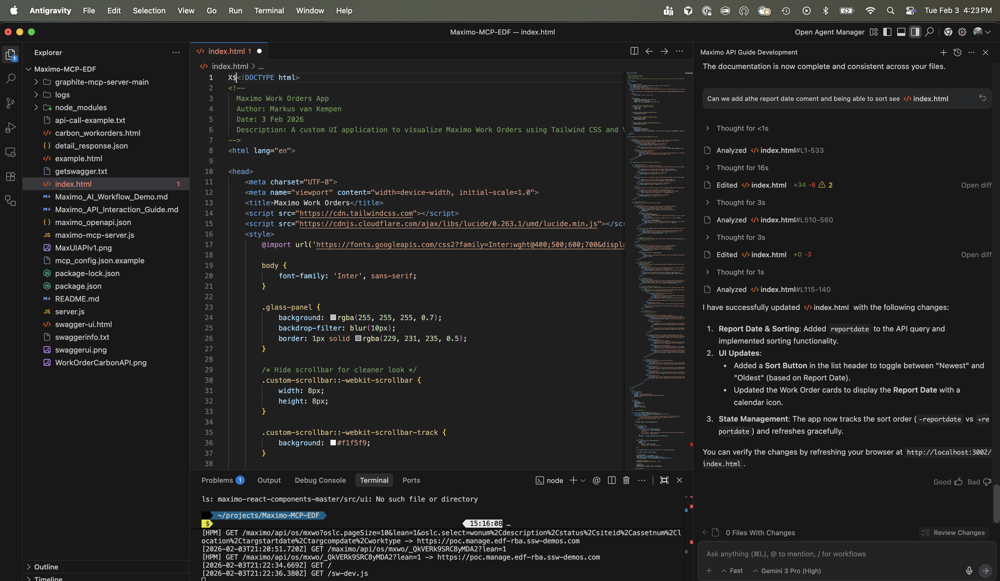 Antigravity File Edit Selection View Go Run Terminal Window Help
Tue Feb 3 4:23 PM
Maximo-MCP-EDF — index.html
Open Agent Manager
Explorer
1
Maximo-MCP-EDF
graphite-mcp-server-main
logs
node_modules
api-call-example.txt
carbon_workorders.html
detail_response.json
example.html
getswagger.txt
index.html 1
Maximo_AI_Workflow_Demo.md
Maximo_API_Interaction_Guide.md
maximo_openapi.json
maximo-mcp-server.js
MaxUIAPIv1.png
mcp_config.json.example
package-lock.json
package.json
README.md
server.js
swagger-ui.html
swaggerinfo.txt
swaggerui.png
WorkOrderCarbonAPI.png
Outline
Timeline
index.html 1
index.html > ...
1 X$<!DOCTYPE html>
2 <!--
3 Maximo Work Orders App
4 Author: Markus van Kempen
5 Date: 3 Feb 2026
6 Description: A custom UI application to visualize Maximo Work Orders using Tailwind CSS and
7 -->
8 <html lang="en">
9
10 <head>
11 <meta charset="UTF-8">
12 <meta name="viewport" content="width=device-width, initial-scale=1.0">
13 <title>Maximo Work Orders</title>
14 <script src="https://cdn.tailwindcss.com"></script>
15 <script src="https://cdnjs.cloudflare.com/ajax/libs/lucide/0.263.1/umd/lucide.min.js"></scr
16 <style>
17 @import url('https://fonts.googleapis.com/css2?family=Inter:wght@400;500;600;700&displa
18
19 body {
20 font-family: 'Inter', sans-serif;
21 }
22
23 .glass-panel {
24 background: rgba(255, 255, 255, 0.7);
25 backdrop-filter: blur(10px);
26 border: 1px solid rgba(229, 231, 235, 0.5);
27 }
28
29 /* Hide scrollbar for cleaner look */
30 .custom-scrollbar::-webkit-scrollbar {
31 width: 8px;
32 height: 8px;
33 }
34
35 .custom-scrollbar::-webkit-scrollbar-track {
36 background: #f1f5f9;
37 }
38
Problems 1 Output Debug Console Terminal Ports
node
ls: maximo-react-components-master/src/ui: No such file or directory
~/projects/Maximo-MCP-EDF
$ 15:16:08 …
[HPM] GET /maximo/api/os/mxwo?oslc.pageSize=10&lean=1&oslc.select=wonum%2Cdescription%2Cstatus%2Csiteid%2Cassetnum%2Cl
ocation%2Ctargstartdate%2Ctargcompdate%2Cworktype -> https://poc.manage.edf-rba.ssw-demos.com
[2026-02-03T21:20:51.720Z] GET /maximo/api/os/mxwo/_QkVERk9SRC8yMDA2?lean=1
[HPM] GET /maximo/api/os/mxwo/_QkVERk9SRC8yMDA2?lean=1 -> https://poc.manage.edf-rba.ssw-demos.com
[2026-02-03T21:22:34.669Z] GET /
[2026-02-03T21:22:36.380Z] GET /sw-dev.js
Maximo API Guide Development
The documentation is now complete and consistent across your files.
Can we add athe report date coment and being able to sort see index.html
Thought for <1s
Analyzed index.html#L1-533
Thought for 16s
Edited index.html +34 -6 2 Open diff
Thought for 3s
Analyzed index.html#L510-560
Thought for 3s
Edited index.html +0 -3 Open diff
Thought for 1s
Analyzed index.html#L115-140
I have successfully updated index.html with the following changes:
1. Report Date & Sorting: Added reportdate to the API query and
implemented sorting functionality.
2. UI Updates:
• Added a Sort Button in the list header to toggle between "Newest" and
"Oldest" (based on Report Date).
• Updated the Work Order cards to display the Report Date with a
calendar icon.
3. State Management: The app now tracks the sort order ( -reportdate vs +re
portdate ) and refreshes gracefully.
You can verify the changes by refreshing your browser at http://localhost:3002/
index.html .
Good Bad
0 Files With Changes Review Changes
Ask anything (⌘L), @ to mention, / for workflows
Fast Gemini 3 Pro (High)